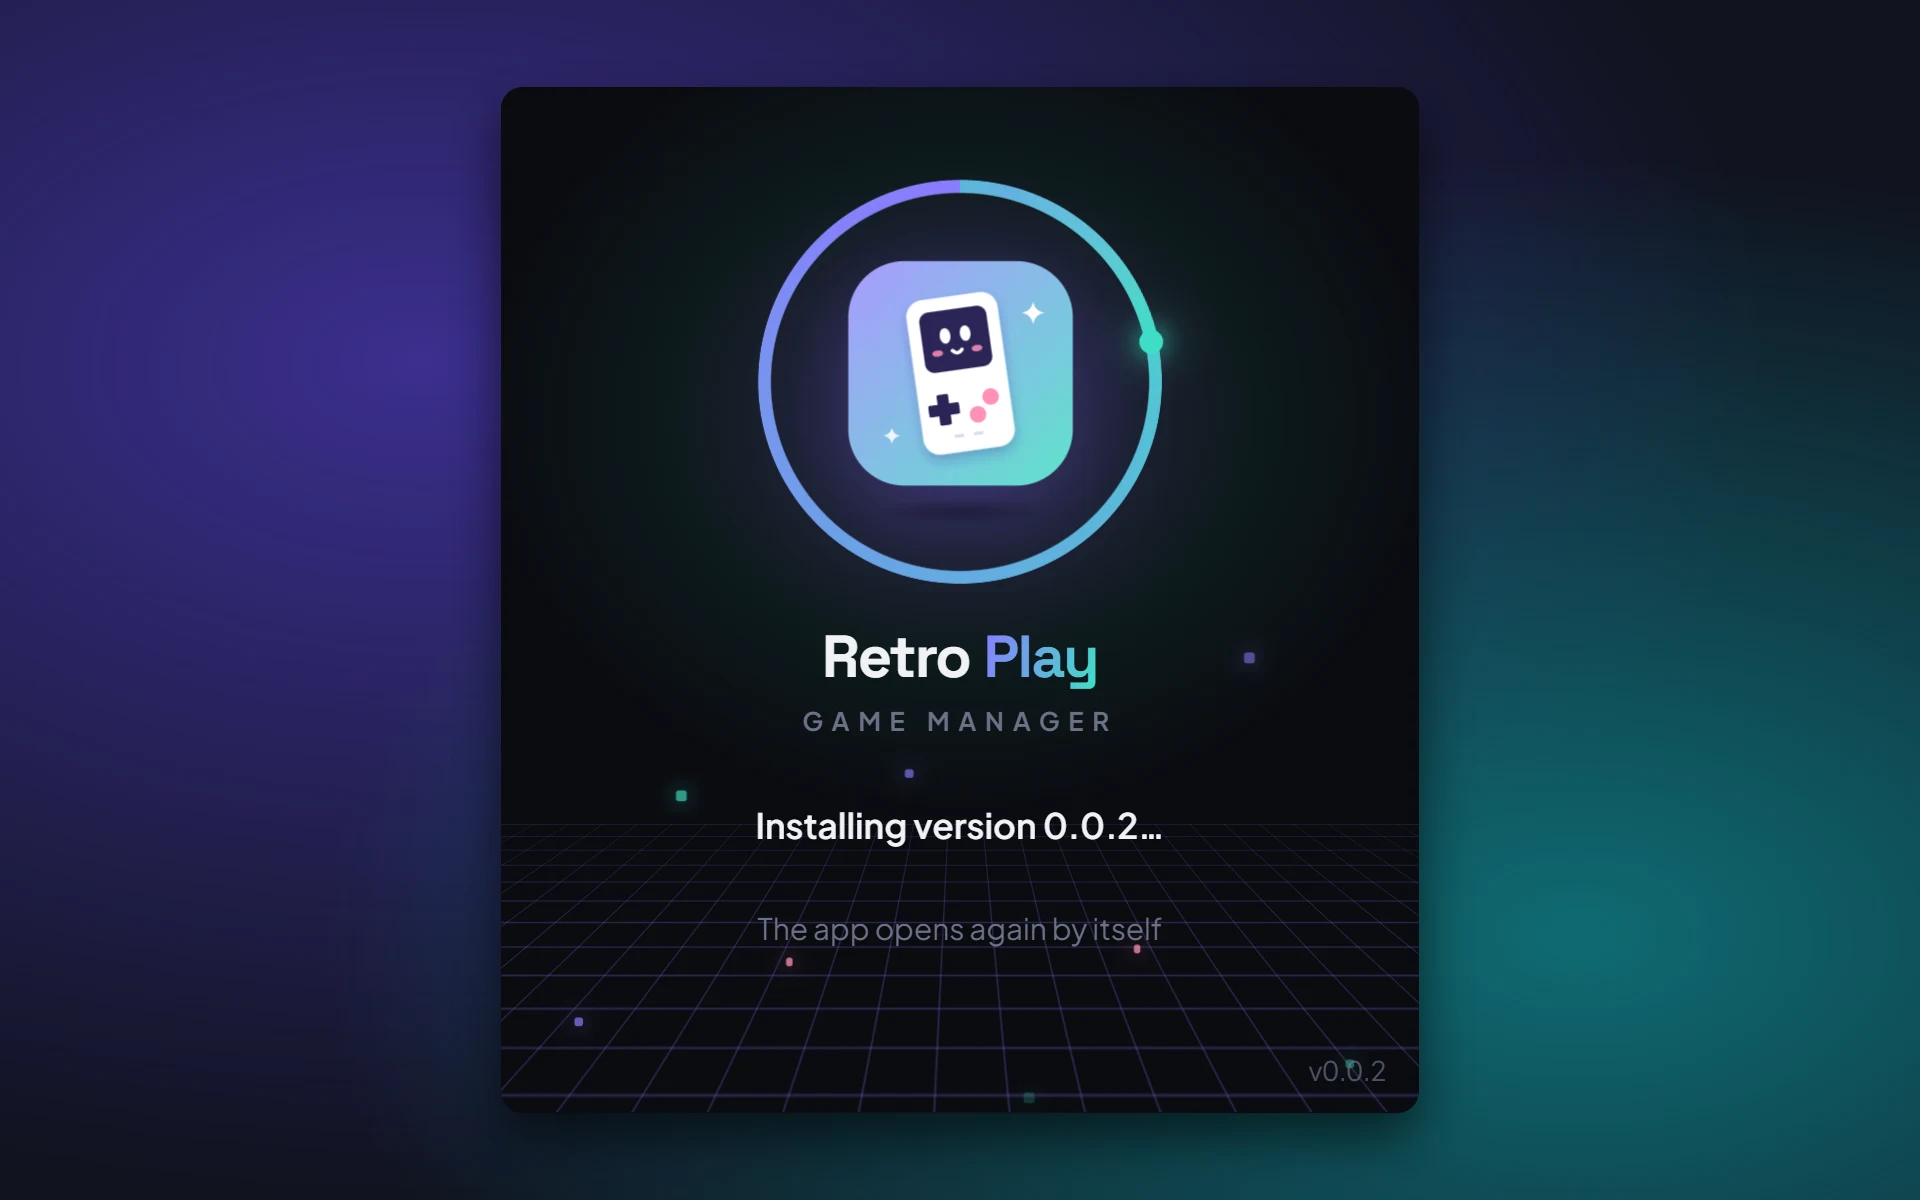 Retro Play
GAME MANAGER
Installing version 0.0.2…
The app opens again by itself
v0.0.2